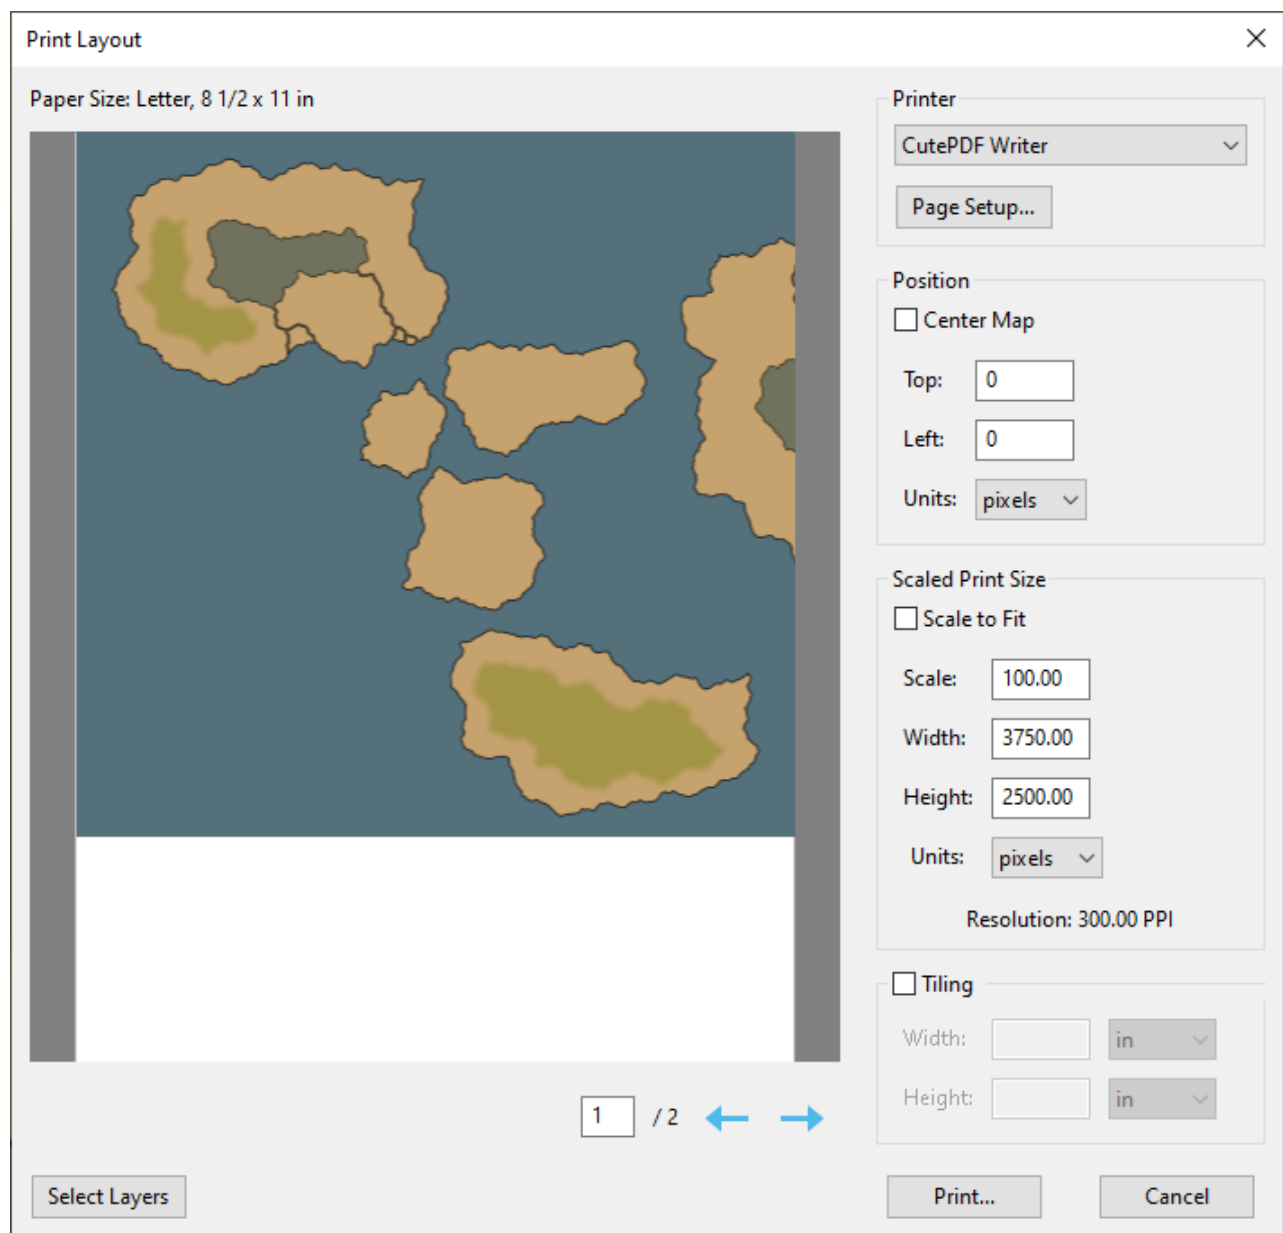 Print Layout
Paper Size: Letter, 8 1/2 x 11 in
Printer
CutePDF Writer
Page Setup...
Position
Center Map
Top: 0
Left: 0
Units: pixels
Scaled Print Size
Scale to Fit
Scale: 100.00
Width: 3750.00
Height: 2500.00
Units: pixels
Resolution: 300.00 PPI
Tiling
Width: in
Height: in
1 / 2
Select Layers
Print...
Cancel